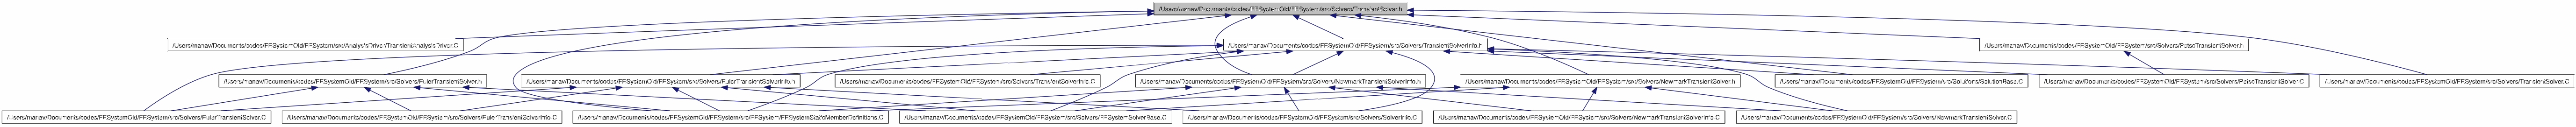 /Users/manav/Documents/codes/FESystemOld/FESystem/src/Solvers/TransientSolver.h
/Users/manav/Documents/codes/FESystemOld/FESystem/src/AnalysisDriver/TransientAnalysisDriver.C
/Users/manav/Documents/codes/FESystemOld/FESystem/src/Solvers/TransientSolverInfo.h
/Users/manav/Documents/codes/FESystemOld/FESystem/src/Solvers/PetscTransientSolver.h
/Users/manav/Documents/codes/FESystemOld/FESystem/src/Solvers/EulerTransientSolver.h
/Users/manav/Documents/codes/FESystemOld/FESystem/src/Solvers/EulerTransientSolverInfo.h
/Users/manav/Documents/codes/FESystemOld/FESystem/src/Solvers/TransientSolverInfo.C
/Users/manav/Documents/codes/FESystemOld/FESystem/src/Solvers/NewmarkTransientSolverInfo.h
/Users/manav/Documents/codes/FESystemOld/FESystem/src/Solvers/NewmarkTransientSolver.h
/Users/manav/Documents/codes/FESystemOld/FESystem/src/Solutions/SolutionBase.C
/Users/manav/Documents/codes/FESystemOld/FESystem/src/Solvers/PetscTransientSolver.C
/Users/manav/Documents/codes/FESystemOld/FESystem/src/Solvers/TransientSolver.C
/Users/manav/Documents/codes/FESystemOld/FESystem/src/Solvers/EulerTransientSolver.C
/Users/manav/Documents/codes/FESystemOld/FESystem/src/Solvers/EulerTransientSolverInfo.C
/Users/manav/Documents/codes/FESystemOld/FESystem/src/FESystem/FESystemStaticMemberDefinitions.C
/Users/manav/Documents/codes/FESystemOld/FESystem/src/Solvers/FESystemSolverBase.C
/Users/manav/Documents/codes/FESystemOld/FESystem/src/Solvers/SolverInfo.C
/Users/manav/Documents/codes/FESystemOld/FESystem/src/Solvers/NewmarkTransientSolverInfo.C
/Users/manav/Documents/codes/FESystemOld/FESystem/src/Solvers/NewmarkTransientSolver.C